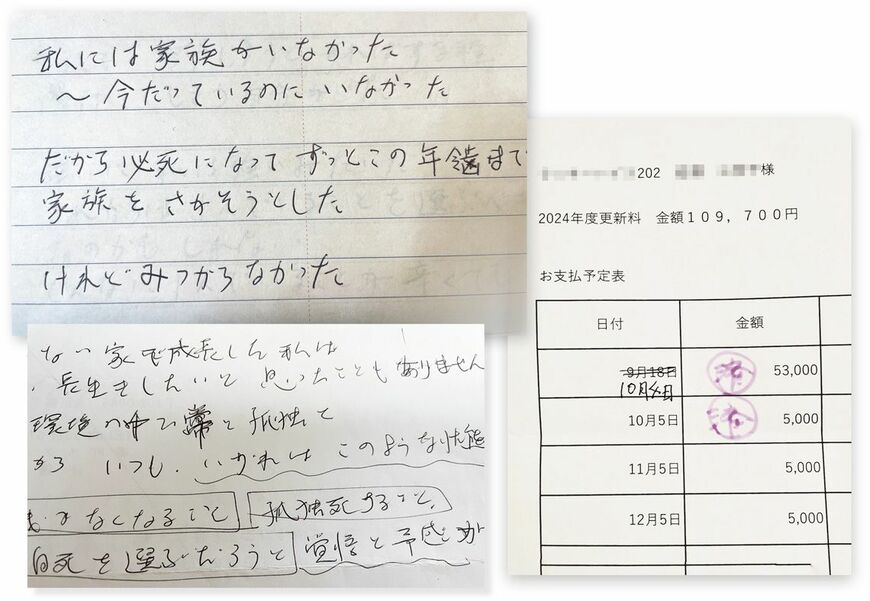 私には家族がいなかった
〜今だっているのにいなかった
だから必死になってずっとこの年齢まで
家族をさがそうとした
けれどみつからなかった
ない家で成長した私は
長生きしたいと思ったこともありません
環境の中で常と孤独と
から いつも、いずれはこのような状態
なくなること 孤独死すること、
自死を選ぶだろうと 覚悟と予感とが
202 様
2024年度更新料 金額109，700円
お支払予定表
日付 金額
9月18日 済 53,000
10月4日
10月5日 済 5,000
11月5日 5,000
12月5日 5,000